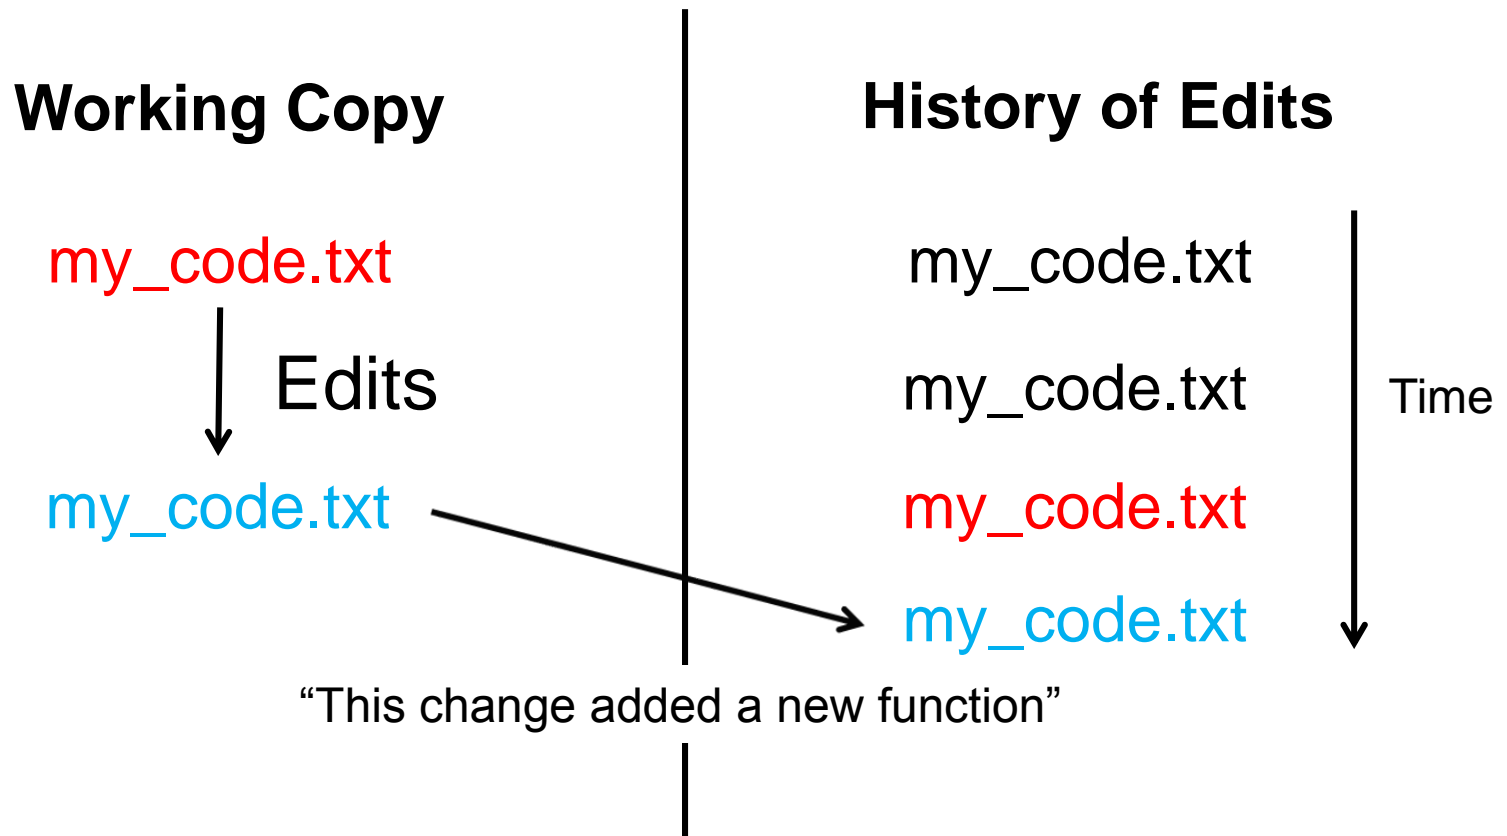 Working Copy
my_code.txt
Edits
my_code.txt
History of Edits
my_code.txt
my_code.txt
my_code.txt
my_code.txt
Time
“This change added a new function”